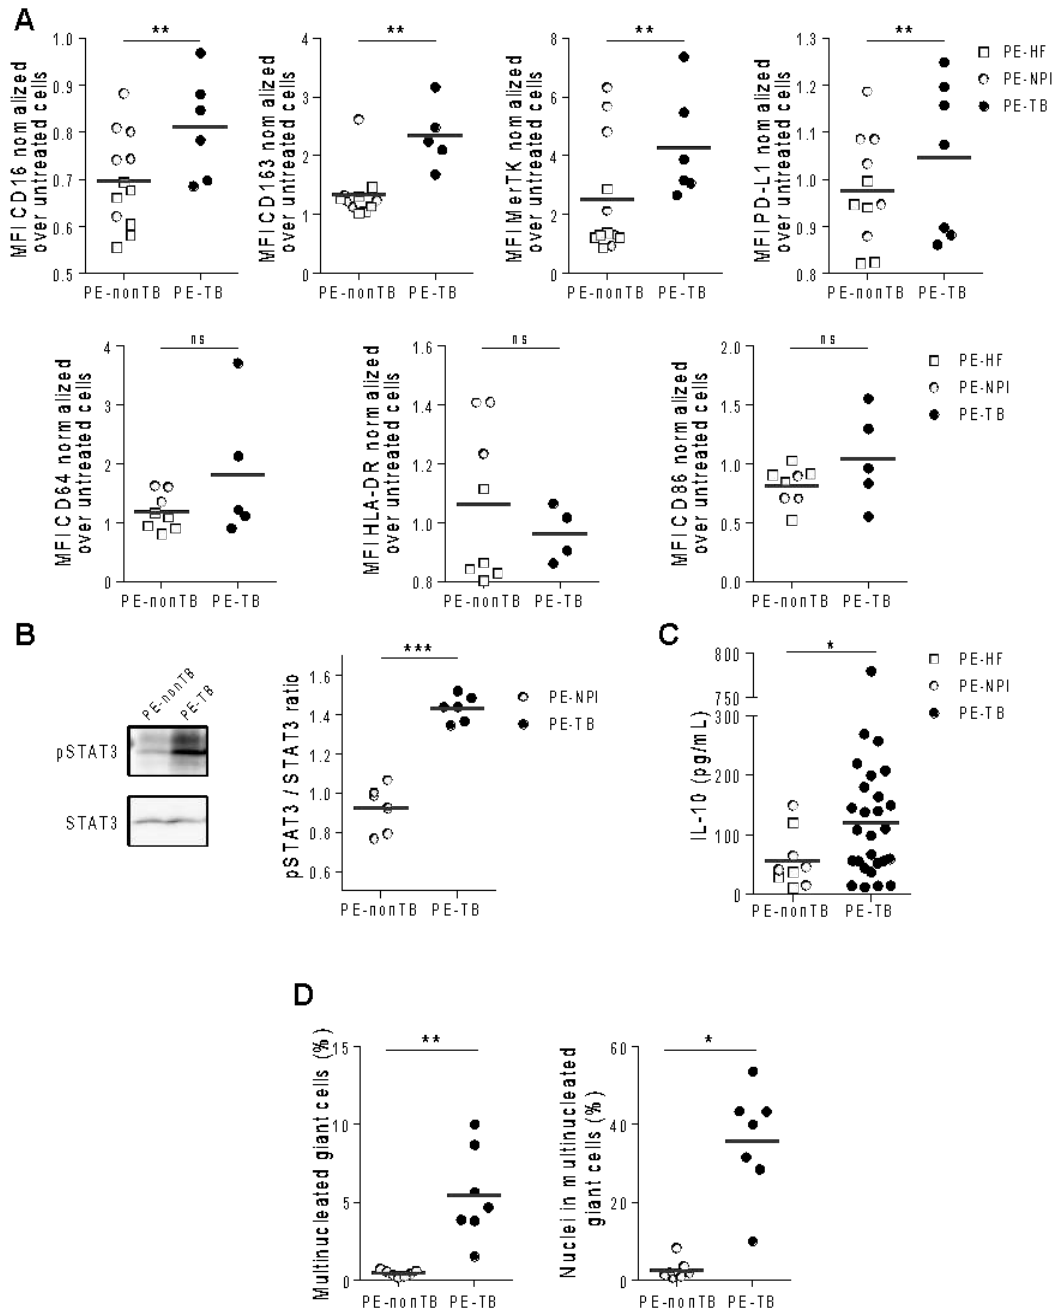 A
MFI CD16 normalized
over untreated cells
1.0
0.9
0.8
0.7
0.6
0.5
**
PE-nonTB
PE-TB
MFI CD163 normalized
over untreated cells
4
3
2
1
0
**
PE-nonTB
PE-TB
MFI MerTK normalized
over untreated cells
8
6
4
2
0
**
PE-nonTB
PE-TB
MFI PD-L1 normalized
over untreated cells
1.3
1.2
1.1
1.0
0.9
0.8
**
PE-nonTB
PE-TB
PE-HF
PE-NPI
PE-TB
MFI CD64 normalized
over untreated cells
4
3
2
1
0
ns
PE-nonTB
PE-TB
MFI HLA-DR normalized
over untreated cells
1.6
1.4
1.2
1.0
0.8
ns
PE-nonTB
PE-TB
MFI CD86 normalized
over untreated cells
2.0
1.5
1.0
0.5
0.0
ns
PE-nonTB
PE-TB
PE-HF
PE-NPI
PE-TB
B
PE-nonTB
PE-TB
pSTAT3
STAT3
pSTAT3 / STAT3 ratio
1.6
1.4
1.2
1.0
0.8
0.6
***
PE-nonTB
PE-TB
PE-NPI
PE-TB
C
IL-10 (pg/mL)
800
750
300
200
100
0
*
PE-nonTB
PE-TB
PE-HF
PE-NPI
PE-TB
D
Multinucleated giant cells (%)
15
10
5
0
**
PE-nonTB
PE-TB
Nuclei in multinucleated
giant cells (%)
60
40
20
0
*
PE-nonTB
PE-TB